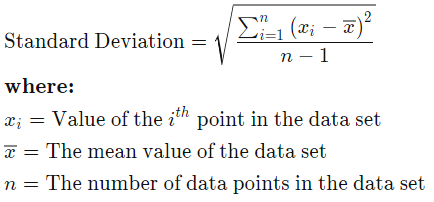 Standard Deviation = √(∑ⁿᵢ₌₁ (xᵢ − x̅)² / (n − 1))
where:
xᵢ = Value of the iᵗʰ point in the data set
x̅ = The mean value of the data set
n = The number of data points in the data set